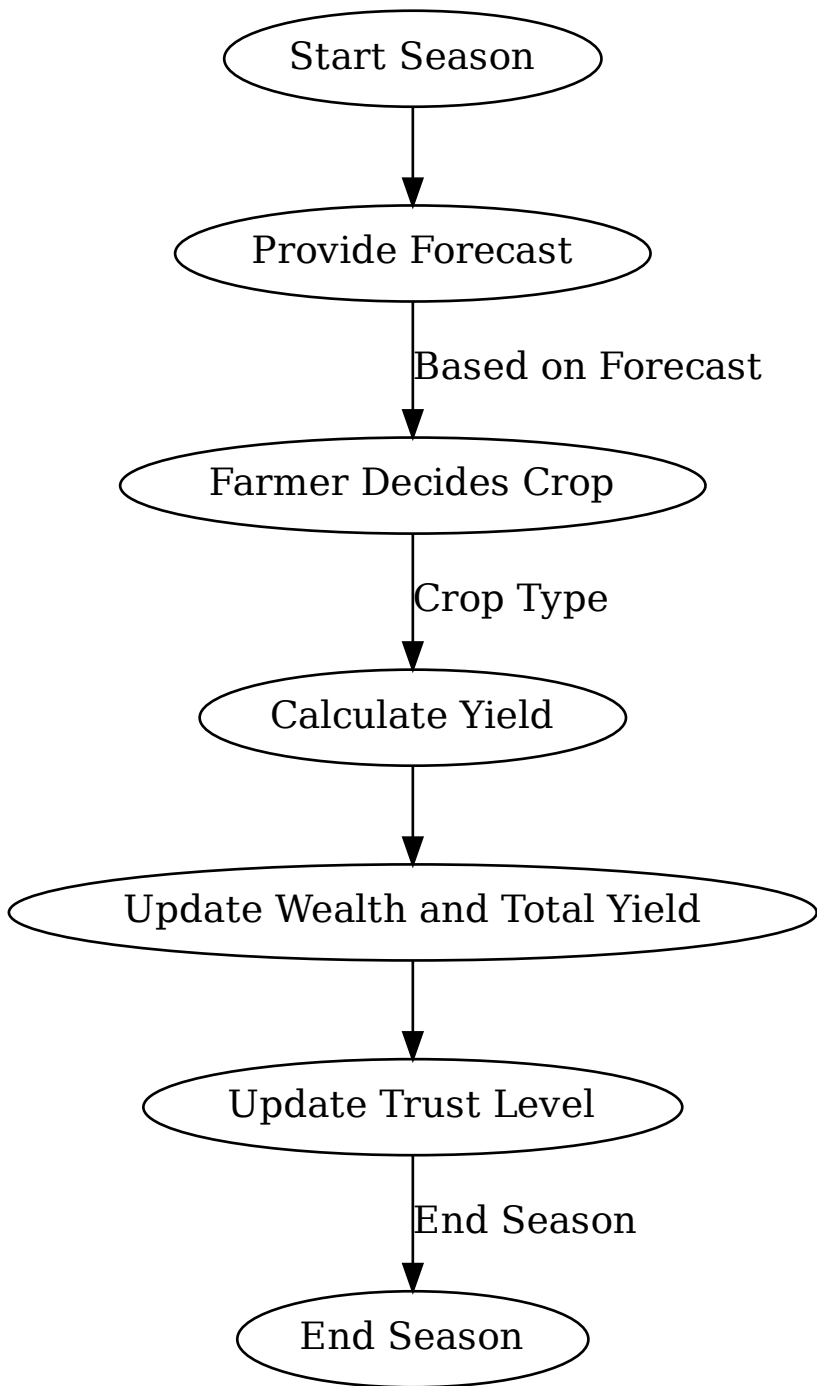 Start Season
Provide Forecast
Based on Forecast
Farmer Decides Crop
Crop Type
Calculate Yield
Update Wealth and Total Yield
Update Trust Level
End Season
End Season